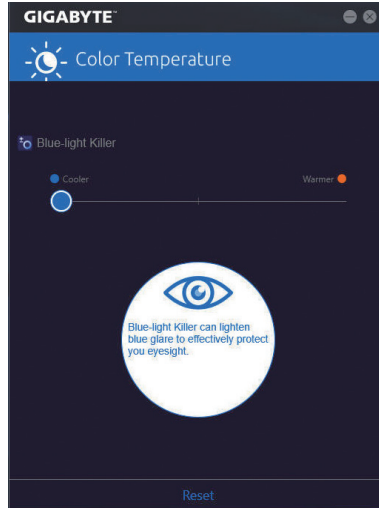 GIGABYTE™
Color Temperature
Blue-light Killer
Cooler Warmer
Blue-light Killer can lighten
blue glare to effectively protect
you eyesight.
Reset